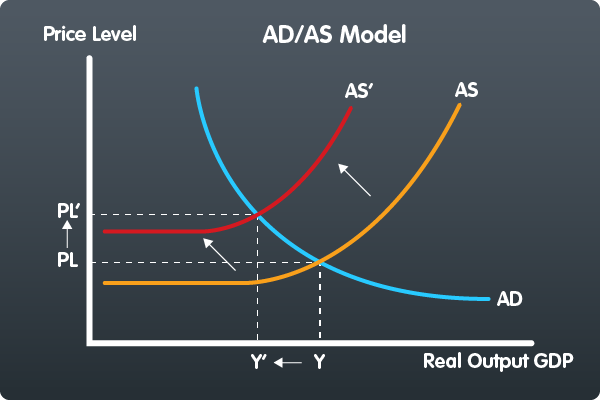 Price Level
AD/AS Model
AS′
AS
PL′
PL
AD
Y′
Y
Real Output GDP